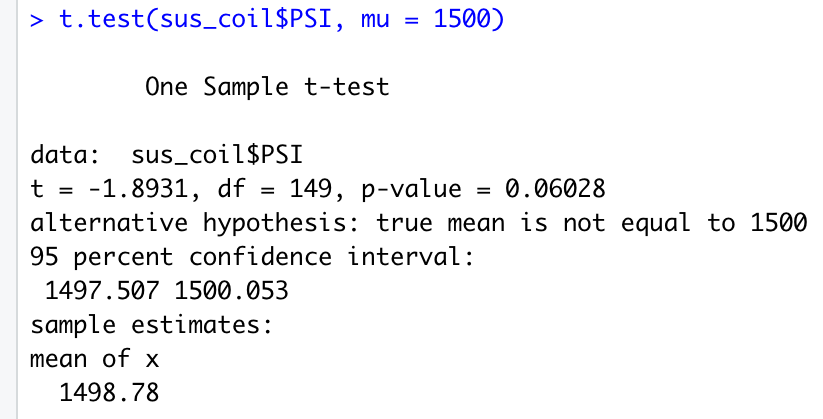 > t.test(sus_coil$PSI, mu = 1500)
One Sample t-test
data:  sus_coil$PSI
t = -1.8931, df = 149, p-value = 0.06028
alternative hypothesis: true mean is not equal to 1500
95 percent confidence interval:
 1497.507 1500.053
sample estimates:
mean of x
  1498.78